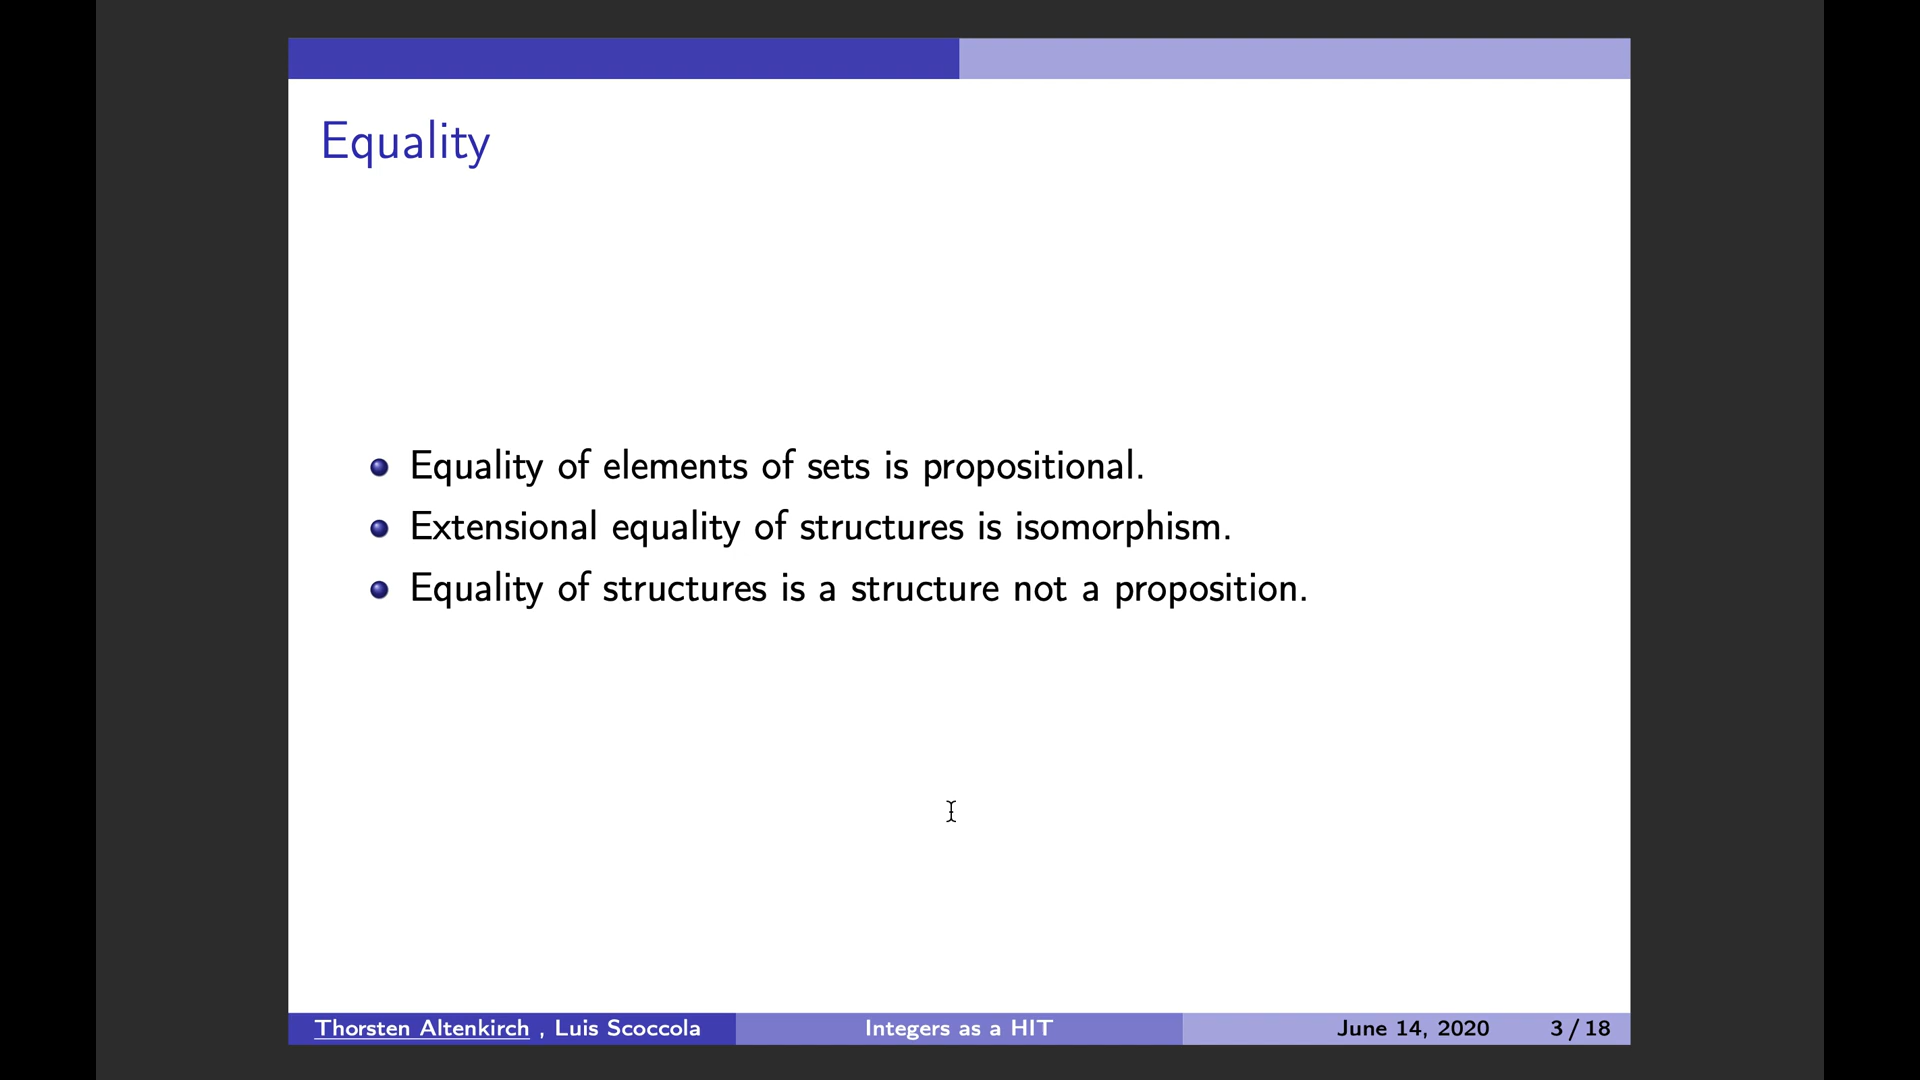 Equality
Equality of elements of sets is propositional.
Extensional equality of structures is isomorphism.
Equality of structures is a structure not a proposition.
Thorsten Altenkirch , Luis Scoccola Integers as a HIT June 14, 2020 3 / 18